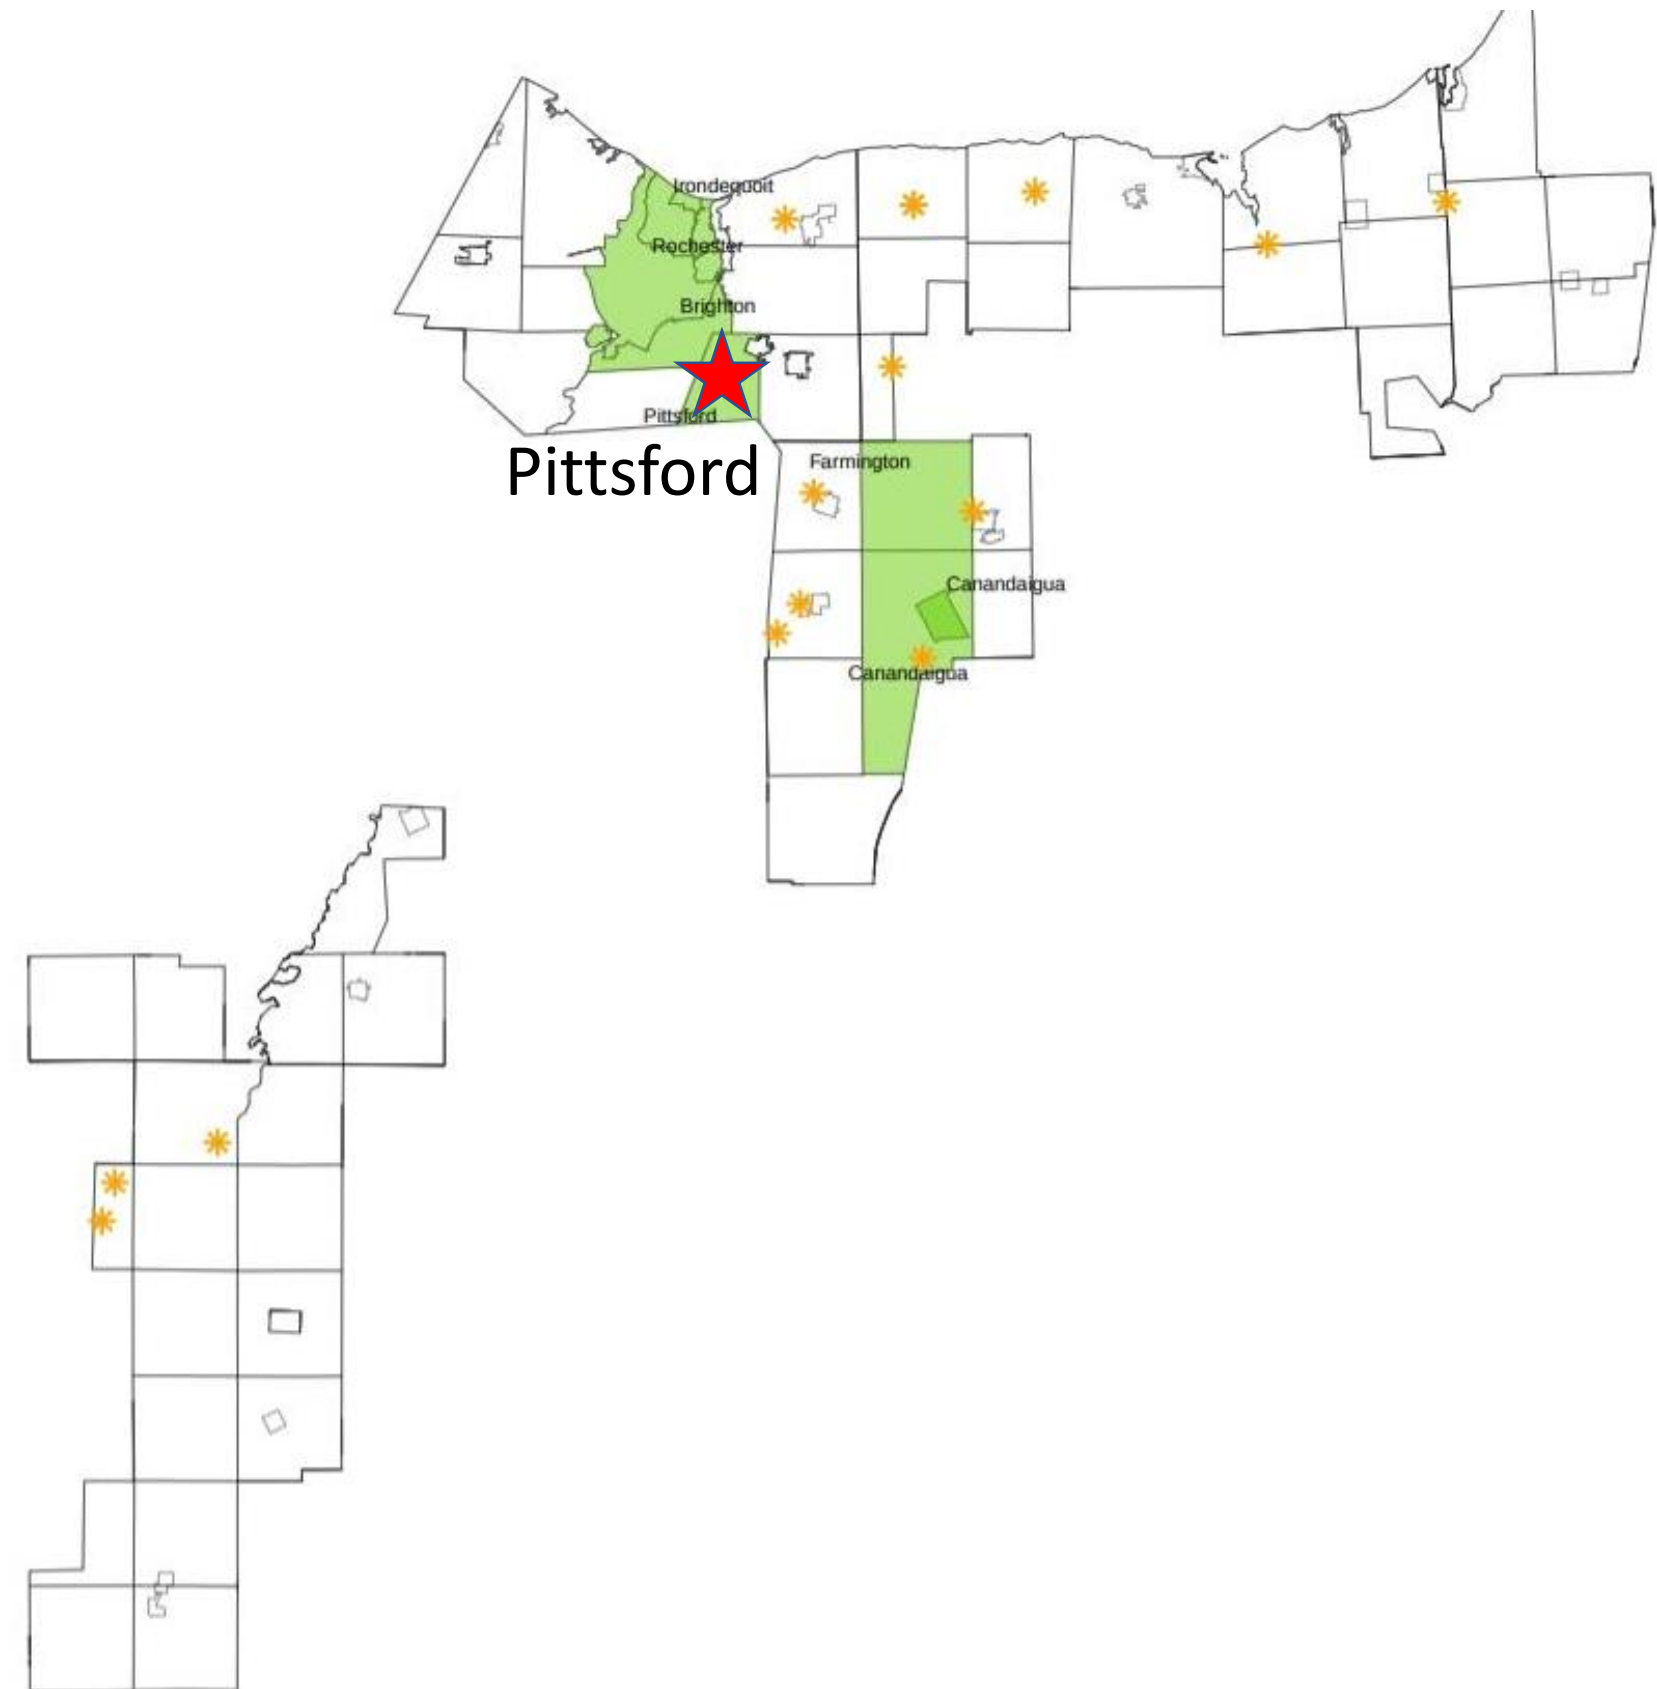 Irondequoit
Rochester
Brighton
Pittsford
Pittsford
Farmington
Canandaigua
Canandaigua